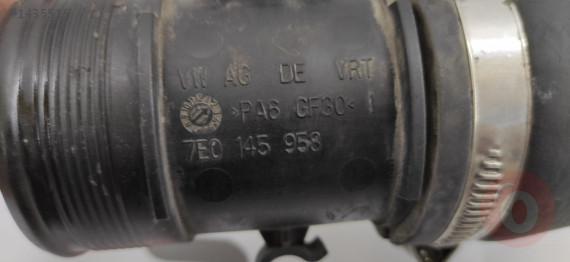 VW AG DE VRT
>PA6 GF30< I
7E0 145 958